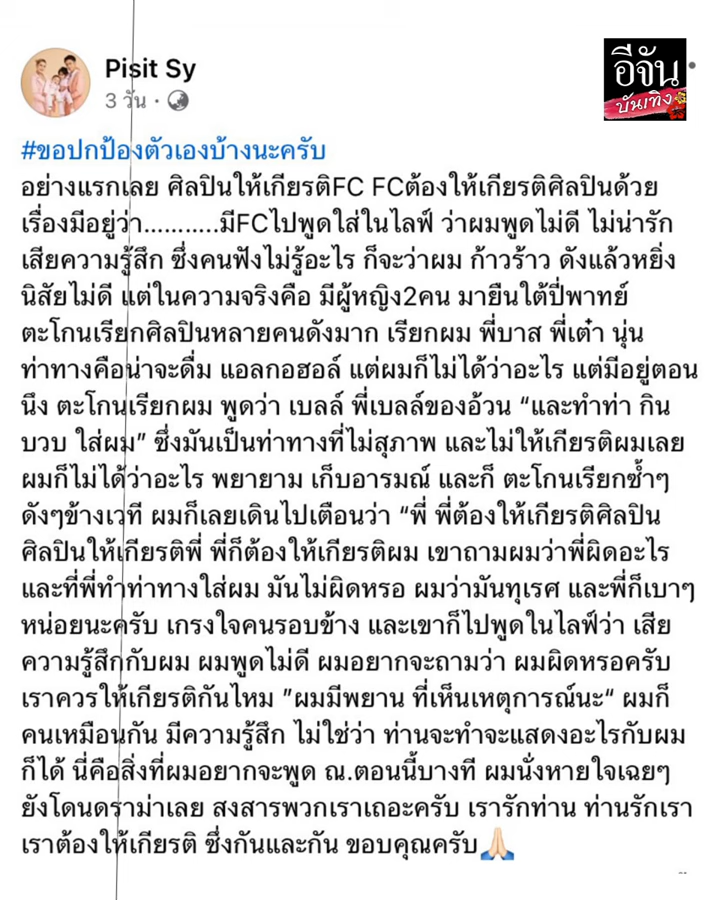 Pisit Sy
3 วัน ·
อีจัน
บันเทิง
#ขอปกป้องตัวเองบ้างนะครับ
อย่างแรกเลย ศิลปินให้เกียรติFC FCต้องให้เกียรติศิลปินด้วย
เรื่องมีอยู่ว่า...........มีFCไปพูดใส่ในไลฟ์ ว่าผมพูดไม่ดี ไม่น่ารัก
เสียความรู้สึก ซึ่งคนฟังไม่รู้อะไร ก็จะว่าผม ก้าวร้าว ดังแล้วหยิ่ง
นิสัยไม่ดี แต่ในความจริงคือ มีผู้หญิง2คน มายืนใต้ปี่พาทย์
ตะโกนเรียกศิลปินหลายคนดังมาก เรียกผม พี่บาส พี่เต๋า นุ่น
ท่าทางคือน่าจะดื่ม แอลกอฮอล์ แต่ผมก็ไม่ได้ว่าอะไร แต่มีอยู่ตอน
นึง ตะโกนเรียกผม พูดว่า เบลล์ พี่เบลล์ของอ้วน “และทำท่า กิน
บวบ ใส่ผม” ซึ่งมันเป็นท่าทางที่ไม่สุภาพ และไม่ให้เกียรติผมเลย
ผมก็ไม่ได้ว่าอะไร พยายาม เก็บอารมณ์ และก็ ตะโกนเรียกซ้ำๆ
ดังๆข้างเวที ผมก็เลยเดินไปเตือนว่า “พี่ พี่ต้องให้เกียรติศิลปิน
ศิลปินให้เกียรติพี่ พี่ก็ต้องให้เกียรติผม เขาถามผมว่าพี่ผิดอะไร
และที่พี่ทำท่าทางใส่ผม มันไม่ผิดหรอ ผมว่ามันทุเรศ และพี่ก็เบาๆ
หน่อยนะครับ เกรงใจคนรอบข้าง และเขาก็ไปพูดในไลฟ์ว่า เสีย
ความรู้สึกกับผม ผมพูดไม่ดี ผมอยากจะถามว่า ผมผิดหรอครับ
เราควรให้เกียรติกันไหม ”ผมมีพยาน ที่เห็นเหตุการณ์นะ“ ผมก็
คนเหมือนกัน มีความรู้สึก ไม่ใช่ว่า ท่านจะทำจะแสดงอะไรกับผม
ก็ได้ นี่คือสิ่งที่ผมอยากจะพูด ณ.ตอนนี้บางที ผมนั่งหายใจเฉยๆ
ยังโดนดราม่าเลย สงสารพวกเราเถอะครับ เรารักท่าน ท่านรักเรา
เราต้องให้เกียรติ ซึ่งกันและกัน ขอบคุณครับ🙏🏻